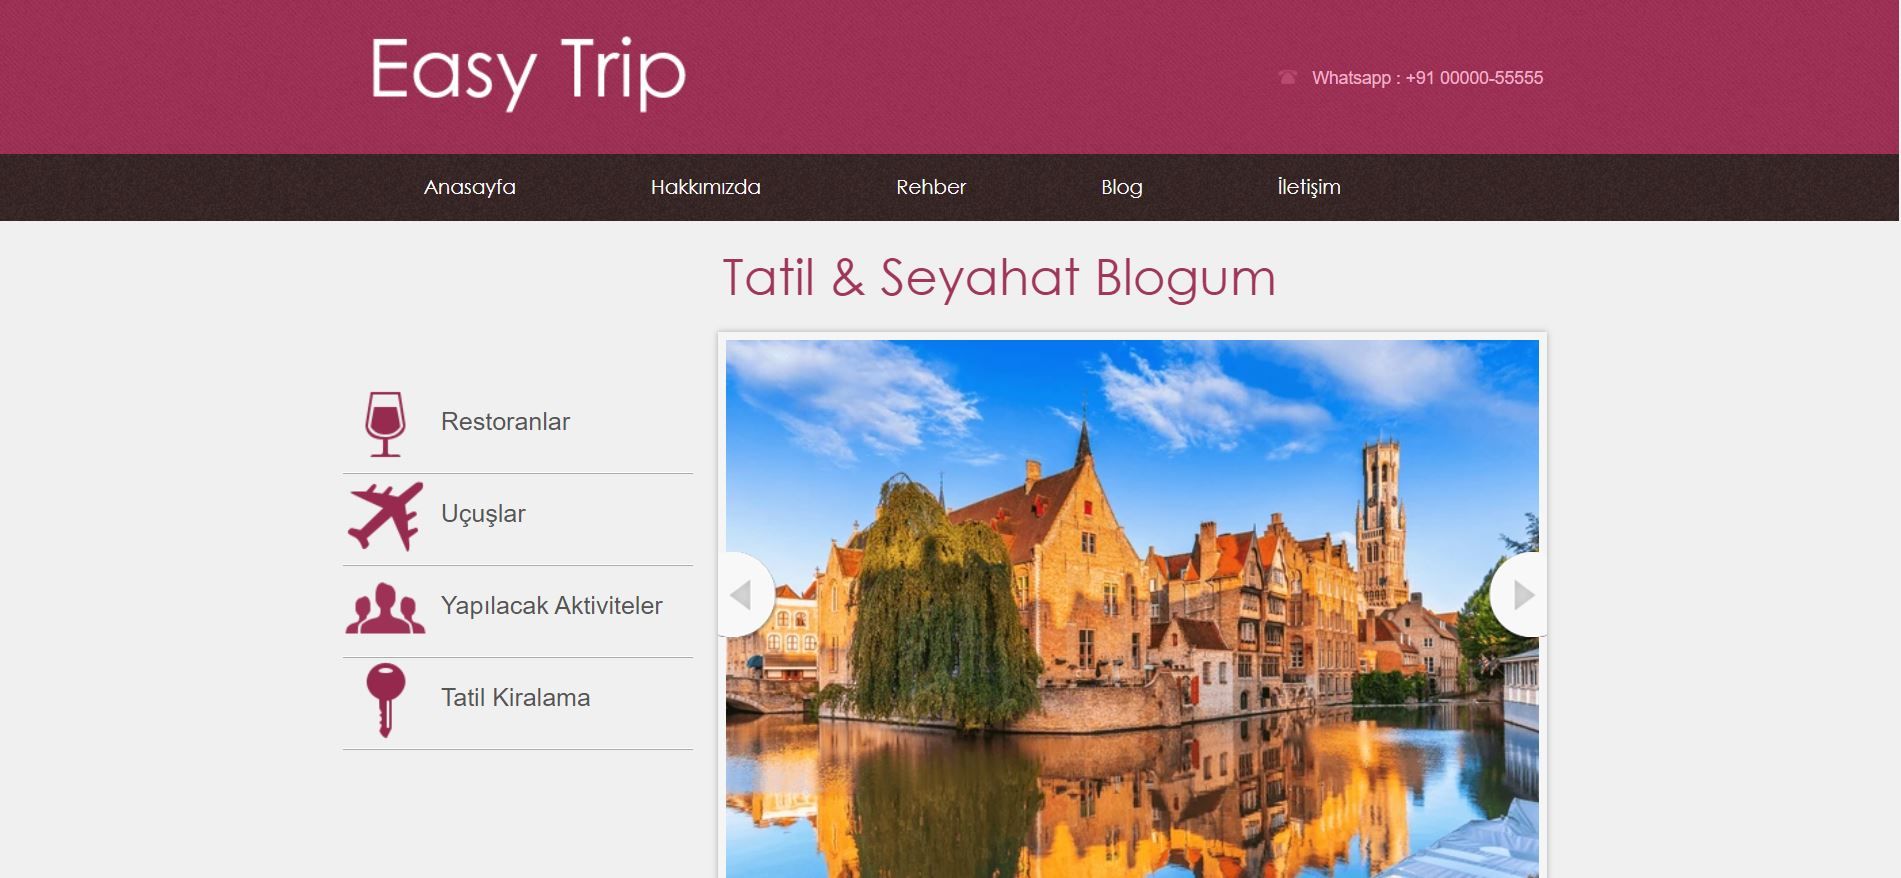 Easy Trip
Whatsapp : +91 00000-55555
Anasayfa
Hakkımızda
Rehber
Blog
İletişim
Tatil & Seyahat Blogum
Restoranlar
Uçuşlar
Yapılacak Aktiviteler
Tatil Kiralama